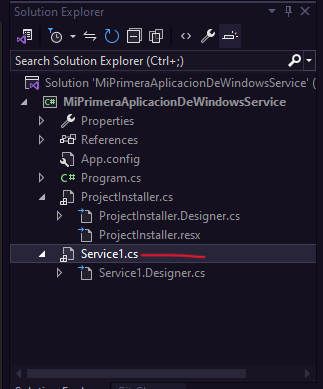 Solution Explorer
Search Solution Explorer (Ctrl+;)
Solution 'MiPrimeraAplicacionDeWindowsService' (
C# MiPrimeraAplicacionDeWindowsService
Properties
References
App.config
C# Program.cs
ProjectInstaller.cs
ProjectInstaller.Designer.cs
ProjectInstaller.resx
Service1.cs
Service1.Designer.cs